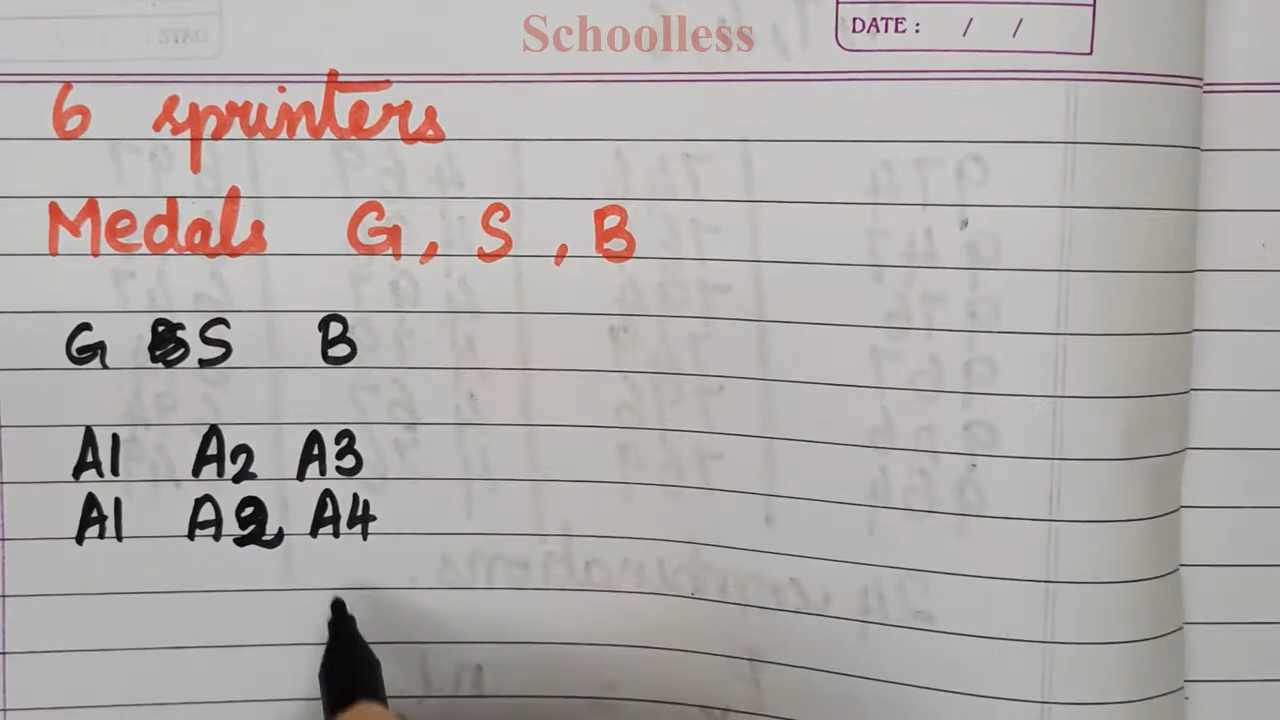 Schoolless
DATE : / /
6 sprinters
Medals G, S, B
G S B
A1 A2 A3
A1 A2 A4